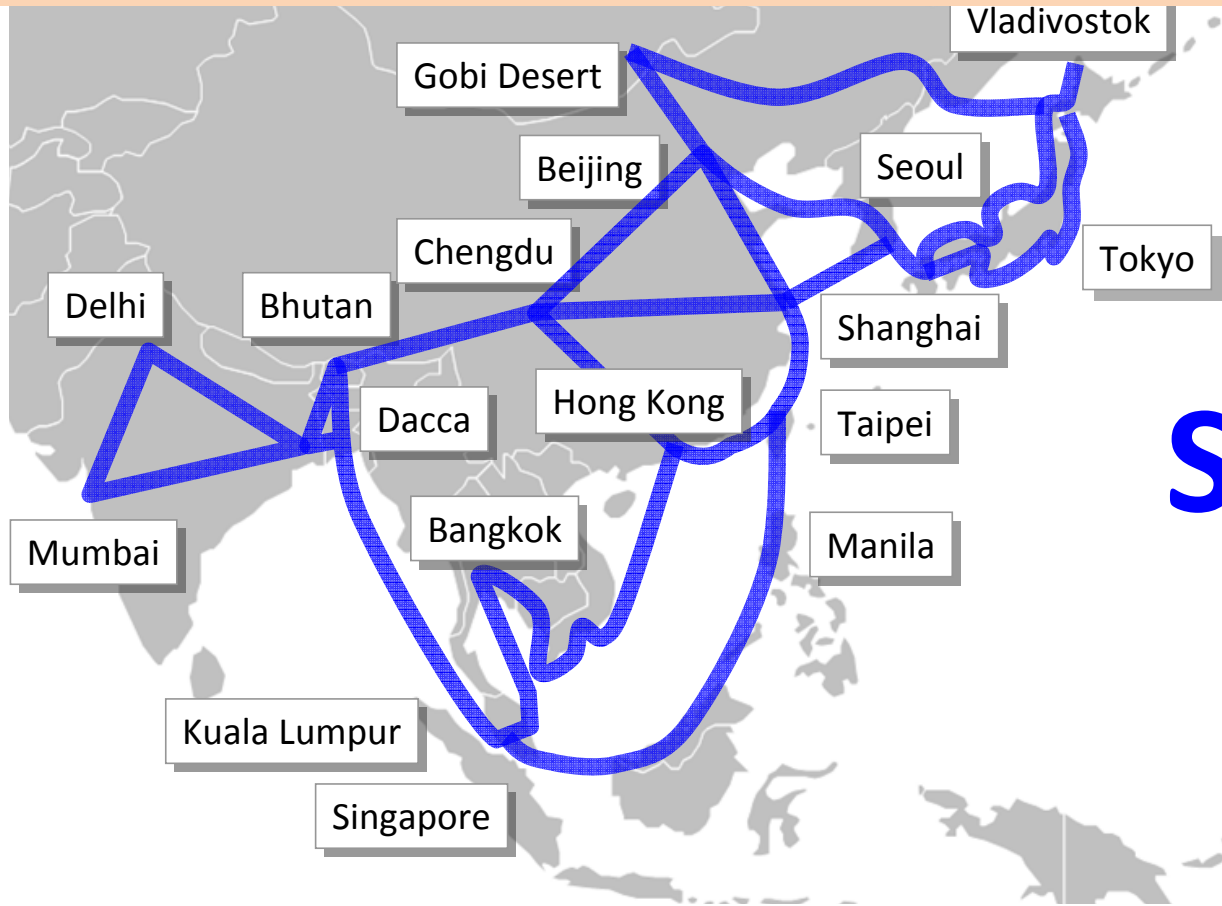 Vladivostok
Gobi Desert
Beijing
Seoul
Chengdu
Tokyo
Delhi
Bhutan
Shanghai
Hong Kong
Dacca
Taipei
S
Bangkok
Manila
Mumbai
Kuala Lumpur
Singapore